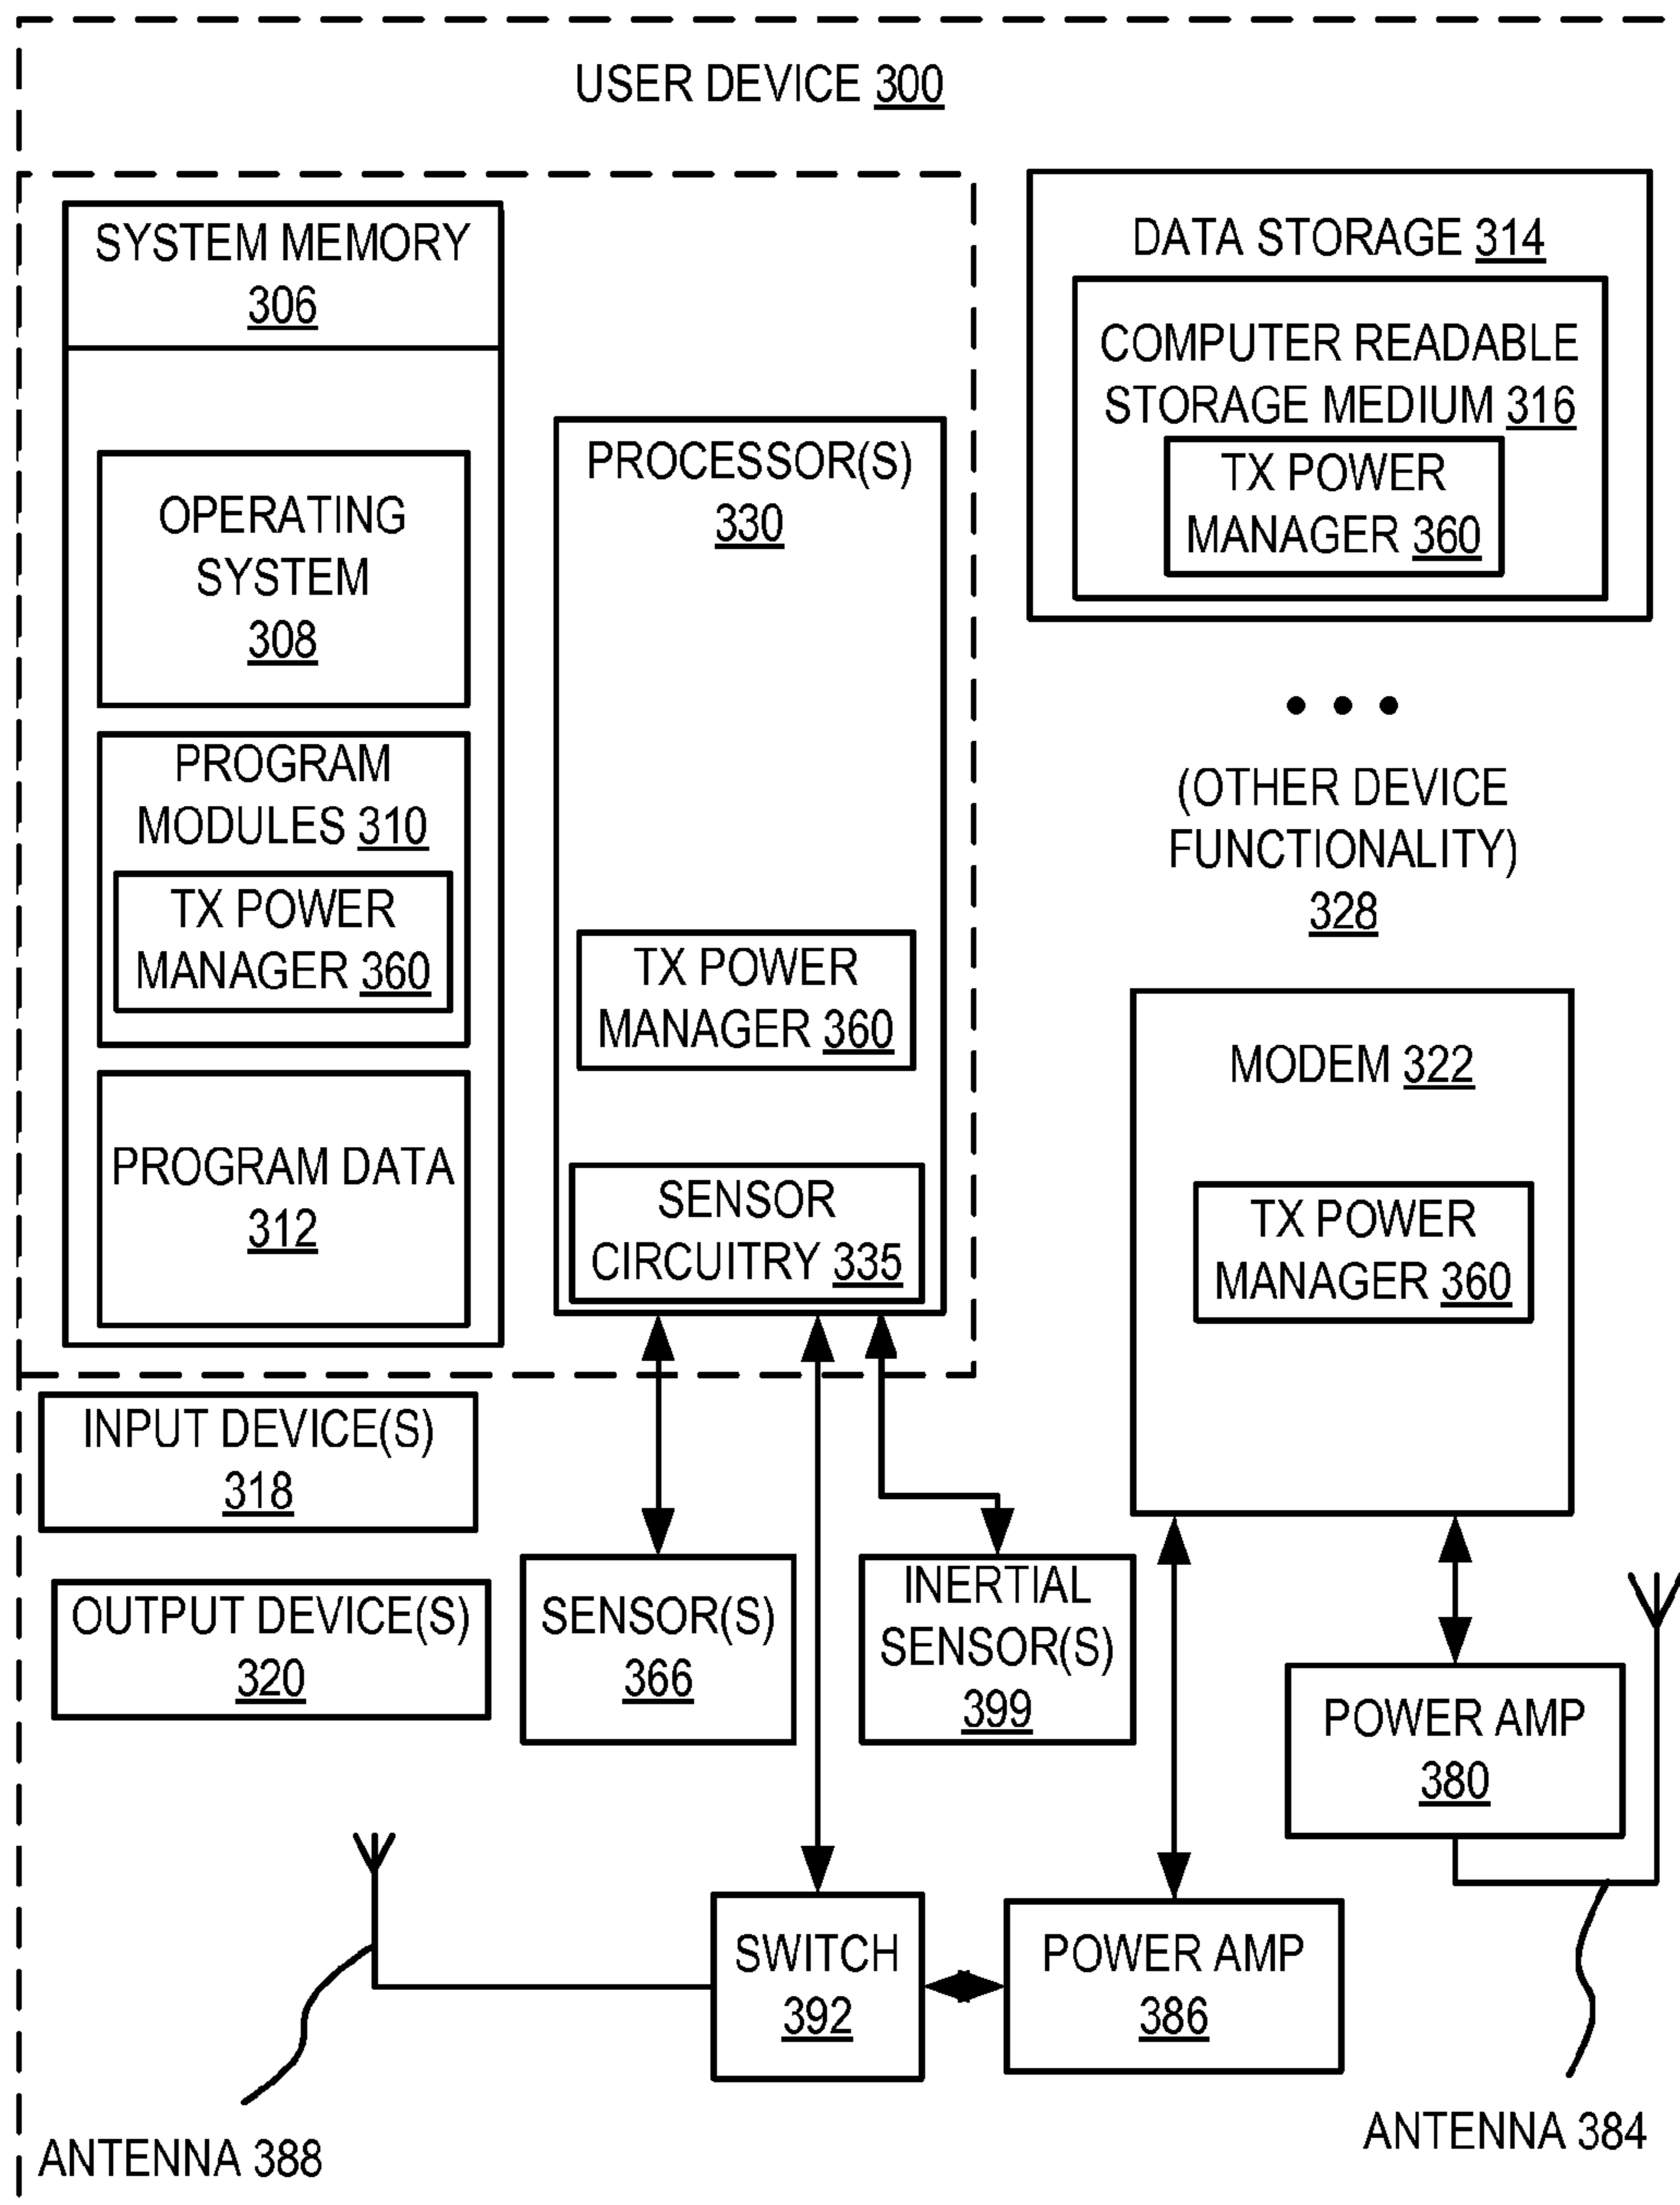 USER DEVICE 300
SYSTEM MEMORY
306
OPERATING
SYSTEM
308
PROGRAM
MODULES 310
TX POWER
MANAGER 360
PROGRAM DATA
312
PROCESSOR(S)
330
TX POWER
MANAGER 360
SENSOR
CIRCUITRY 335
DATA STORAGE 314
COMPUTER READABLE
STORAGE MEDIUM 316
TX POWER
MANAGER 360
(OTHER DEVICE
FUNCTIONALITY)
328
MODEM 322
TX POWER
MANAGER 360
INPUT DEVICE(S)
318
OUTPUT DEVICE(S)
320
SENSOR(S)
366
INERTIAL
SENSOR(S)
399
POWER AMP
380
SWITCH
392
POWER AMP
386
ANTENNA 388
ANTENNA 384